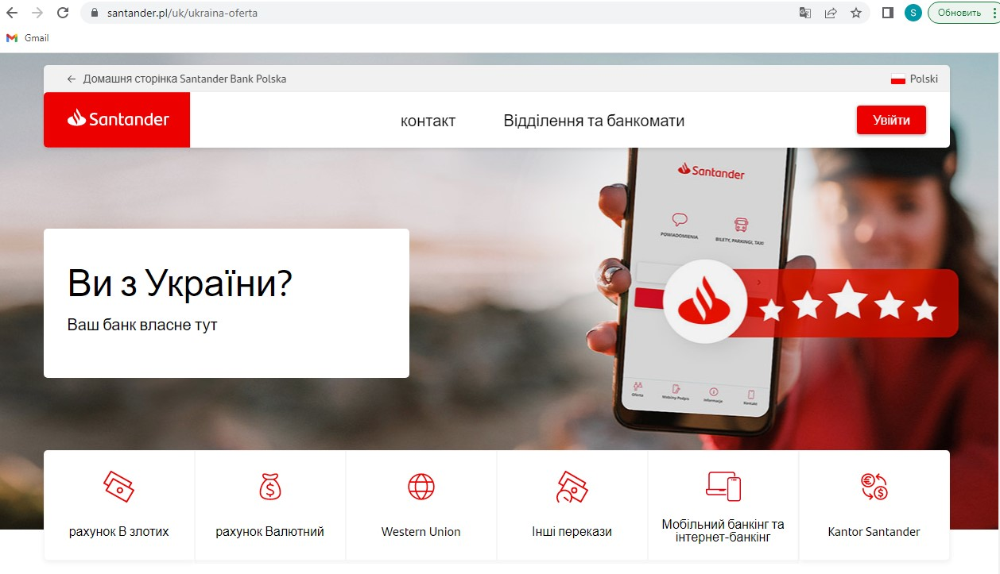 santander.pl/uk/ukraina-oferta
S
Обновить
Gmail
Домашня сторінка Santander Bank Polska
Polski
Santander
контакт
Відділення та банкомати
Увійти
Santander
POWIADOMIENIA
BILETY, PARKINGI, TAXI
Ви з України?
Ваш банк власне тут
Oferta
Mobilny Podpis
Informacje
Kontakt
рахунок В злотих
рахунок Валютний
Western Union
Інші перекази
Мобільний банкінг та
інтернет-банкінг
Kantor Santander